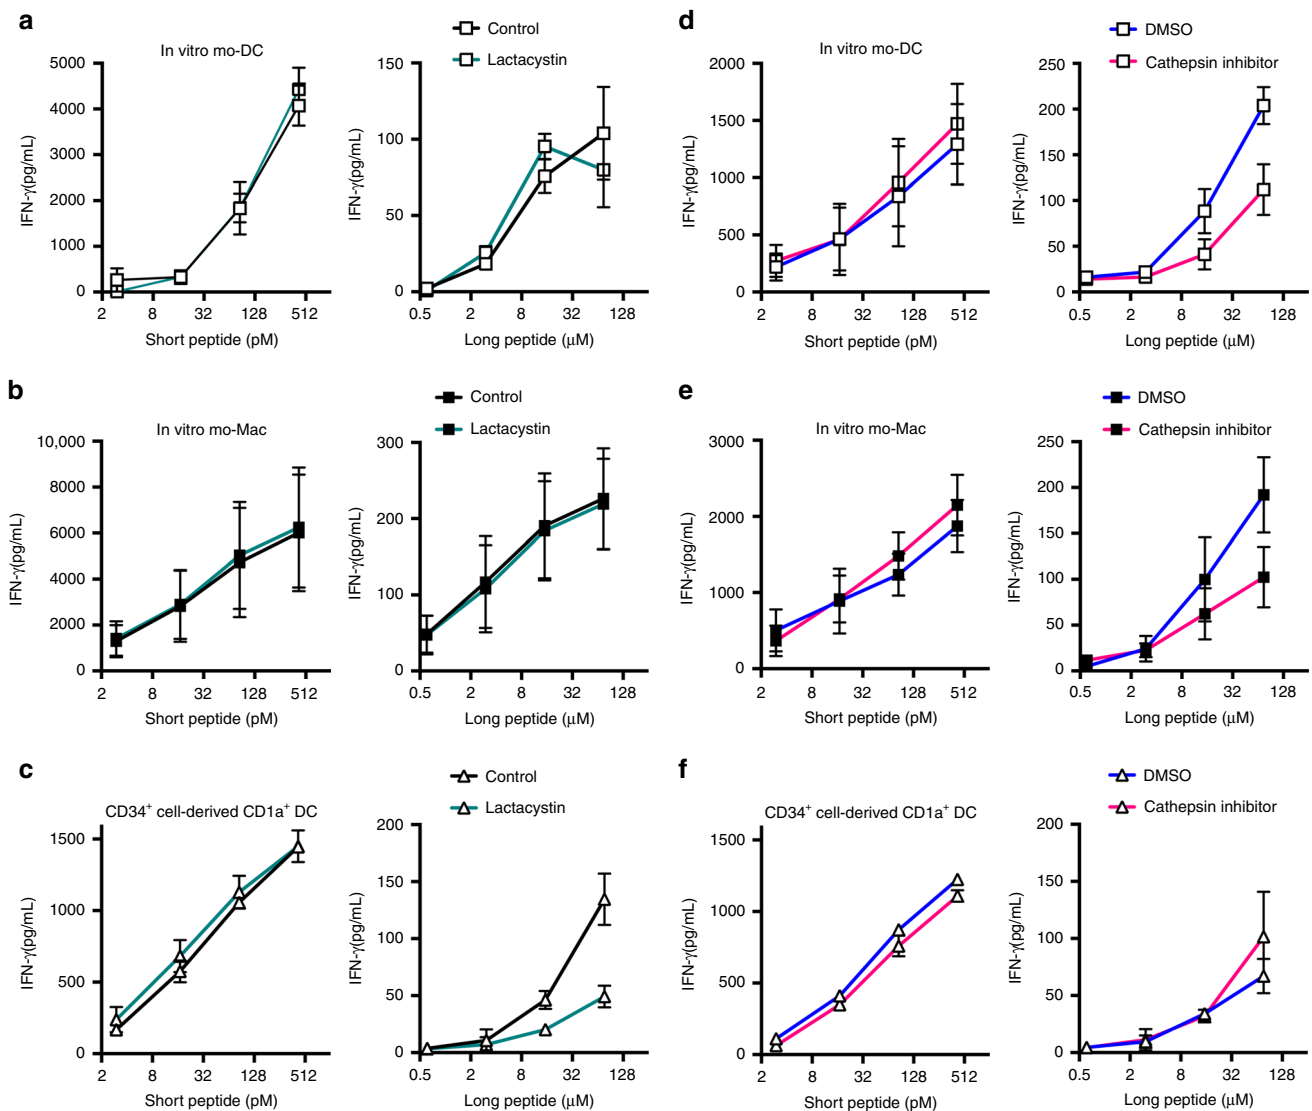 a
In vitro mo-DC
Control
Lactacystin
IFN-γ(pg/mL)
5000
4000
3000
2000
1000
0
2 8 32 128 512
Short peptide (pM)
IFN-γ(pg/mL)
150
100
50
0
0.5 2 8 32 128
Long peptide (μM)
d
In vitro mo-DC
DMSO
Cathepsin inhibitor
IFN-γ(pg/mL)
2000
1500
1000
500
0
2 8 32 128 512
Short peptide (pM)
IFN-γ(pg/mL)
250
200
150
100
50
0
0.5 2 8 32 128
Long peptide (μM)
b
In vitro mo-Mac
Control
Lactacystin
IFN-γ(pg/mL)
10,000
8000
6000
4000
2000
0
2 8 32 128 512
Short peptide (pM)
IFN-γ(pg/mL)
300
200
100
0
0.5 2 8 32 128
Long peptide (μM)
e
In vitro mo-Mac
DMSO
Cathepsin inhibitor
IFN-γ(pg/mL)
3000
2000
1000
0
2 8 32 128 512
Short peptide (pM)
IFN-γ(pg/mL)
250
200
150
100
50
0
0.5 2 8 32 128
Long peptide (μM)
c
CD34⁺ cell-derived CD1a⁺ DC
Control
Lactacystin
IFN-γ(pg/mL)
1500
1000
500
0
2 8 32 128 512
Short peptide (pM)
IFN-γ(pg/mL)
200
150
100
50
0
0.5 2 8 32 128
Long peptide (μM)
f
CD34⁺ cell-derived CD1a⁺ DC
DMSO
Cathepsin inhibitor
IFN-γ(pg/mL)
1500
1000
500
0
2 8 32 128 512
Short peptide (pM)
IFN-γ(pg/mL)
200
150
100
50
0
0.5 2 8 32 128
Long peptide (μM)